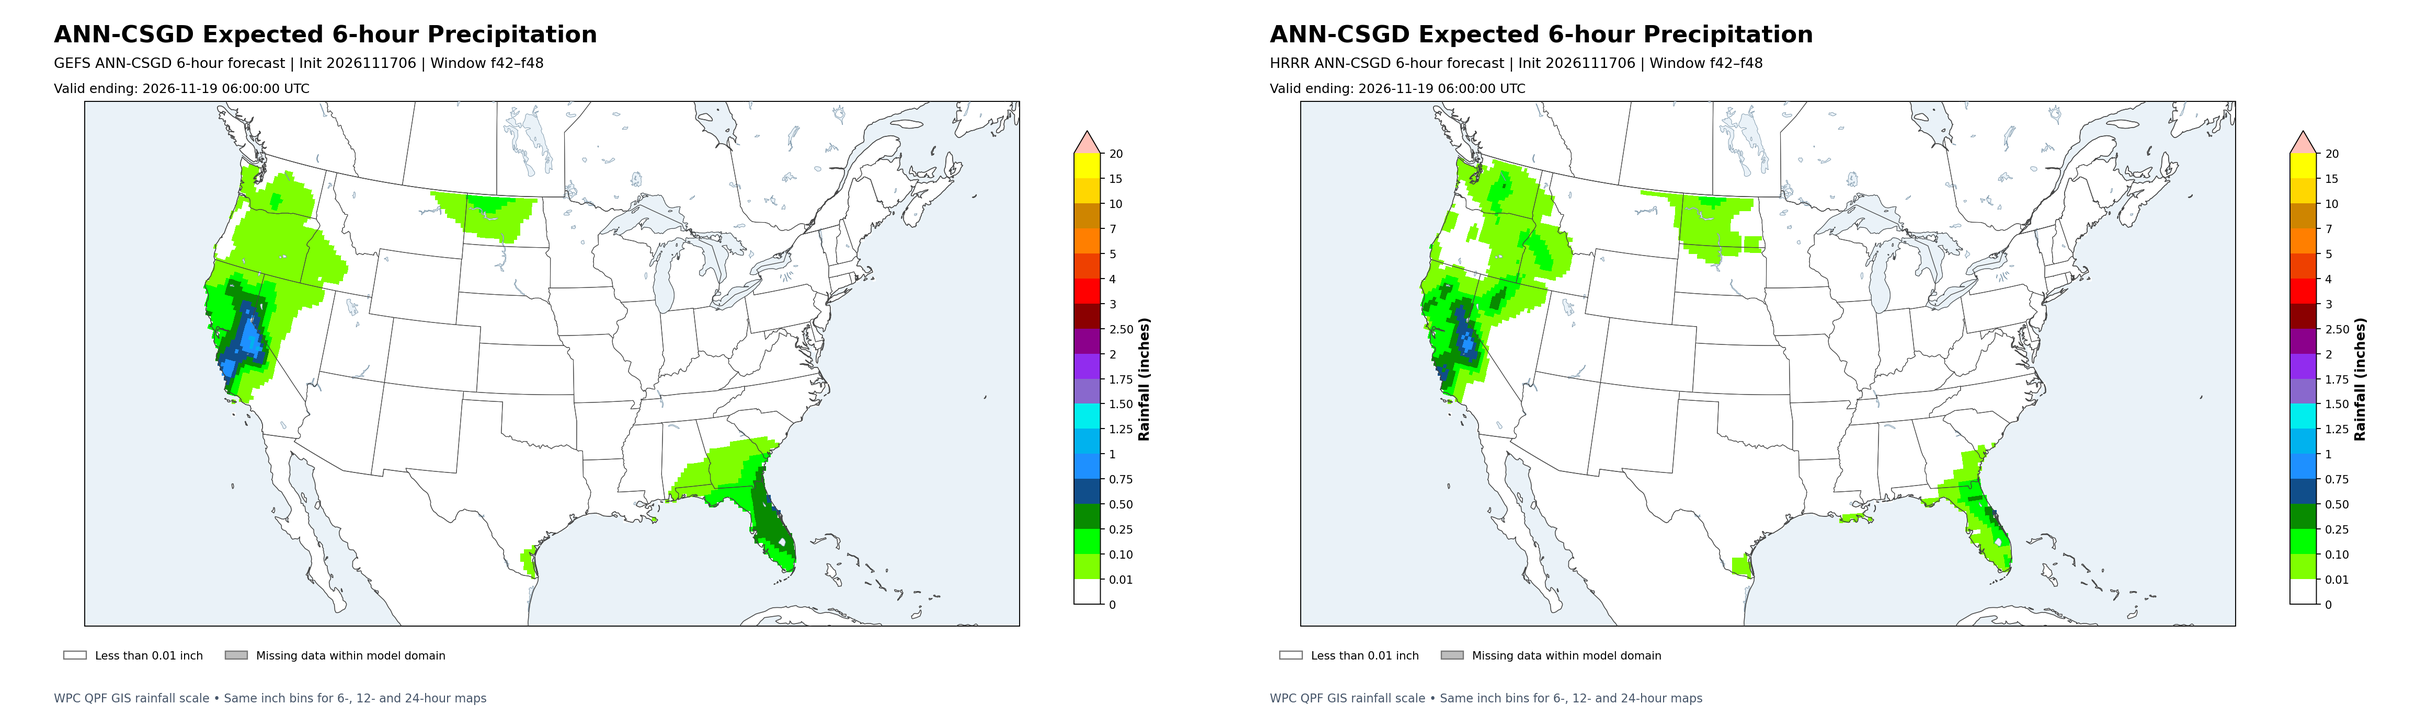 ANN-CSGD Expected 6-hour Precipitation
GEFS ANN-CSGD 6-hour forecast | Init 2026111706 | Window f42–f48
Valid ending: 2026-11-19 06:00:00 UTC
20
15
10
7
5
4
3
2.50
2
1.75
1.50
1.25
1
0.75
0.50
0.25
0.10
0.01
0
Rainfall (inches)
Less than 0.01 inch
Missing data within model domain
WPC QPF GIS rainfall scale • Same inch bins for 6-, 12- and 24-hour maps
ANN-CSGD Expected 6-hour Precipitation
HRRR ANN-CSGD 6-hour forecast | Init 2026111706 | Window f42–f48
Valid ending: 2026-11-19 06:00:00 UTC
20
15
10
7
5
4
3
2.50
2
1.75
1.50
1.25
1
0.75
0.50
0.25
0.10
0.01
0
Rainfall (inches)
Less than 0.01 inch
Missing data within model domain
WPC QPF GIS rainfall scale • Same inch bins for 6-, 12- and 24-hour maps